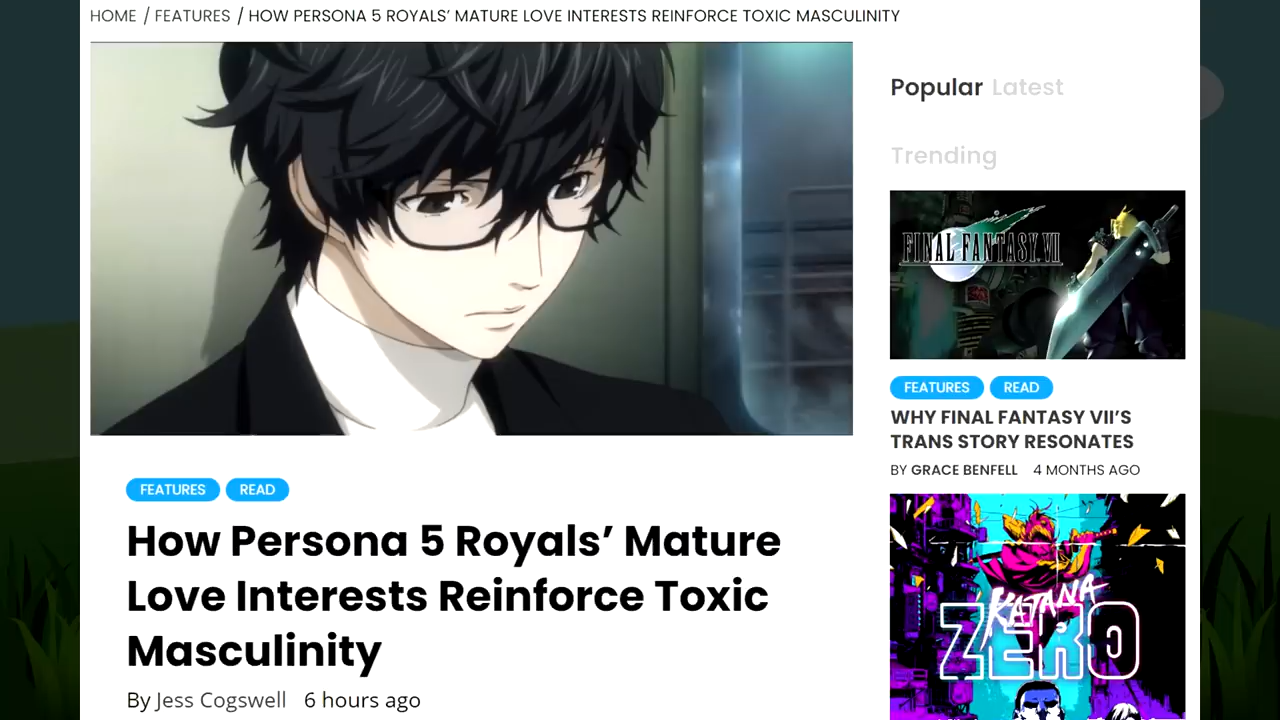 HOME / FEATURES / HOW PERSONA 5 ROYALS’ MATURE LOVE INTERESTS REINFORCE TOXIC MASCULINITY
FEATURES READ
How Persona 5 Royals’ Mature
Love Interests Reinforce Toxic
Masculinity
By Jess Cogswell 6 hours ago
Popular Latest
Trending
FINAL FANTASY VII
FEATURES READ
WHY FINAL FANTASY VII’S
TRANS STORY RESONATES
BY GRACE BENFELL 4 MONTHS AGO
KATANA
ZERO